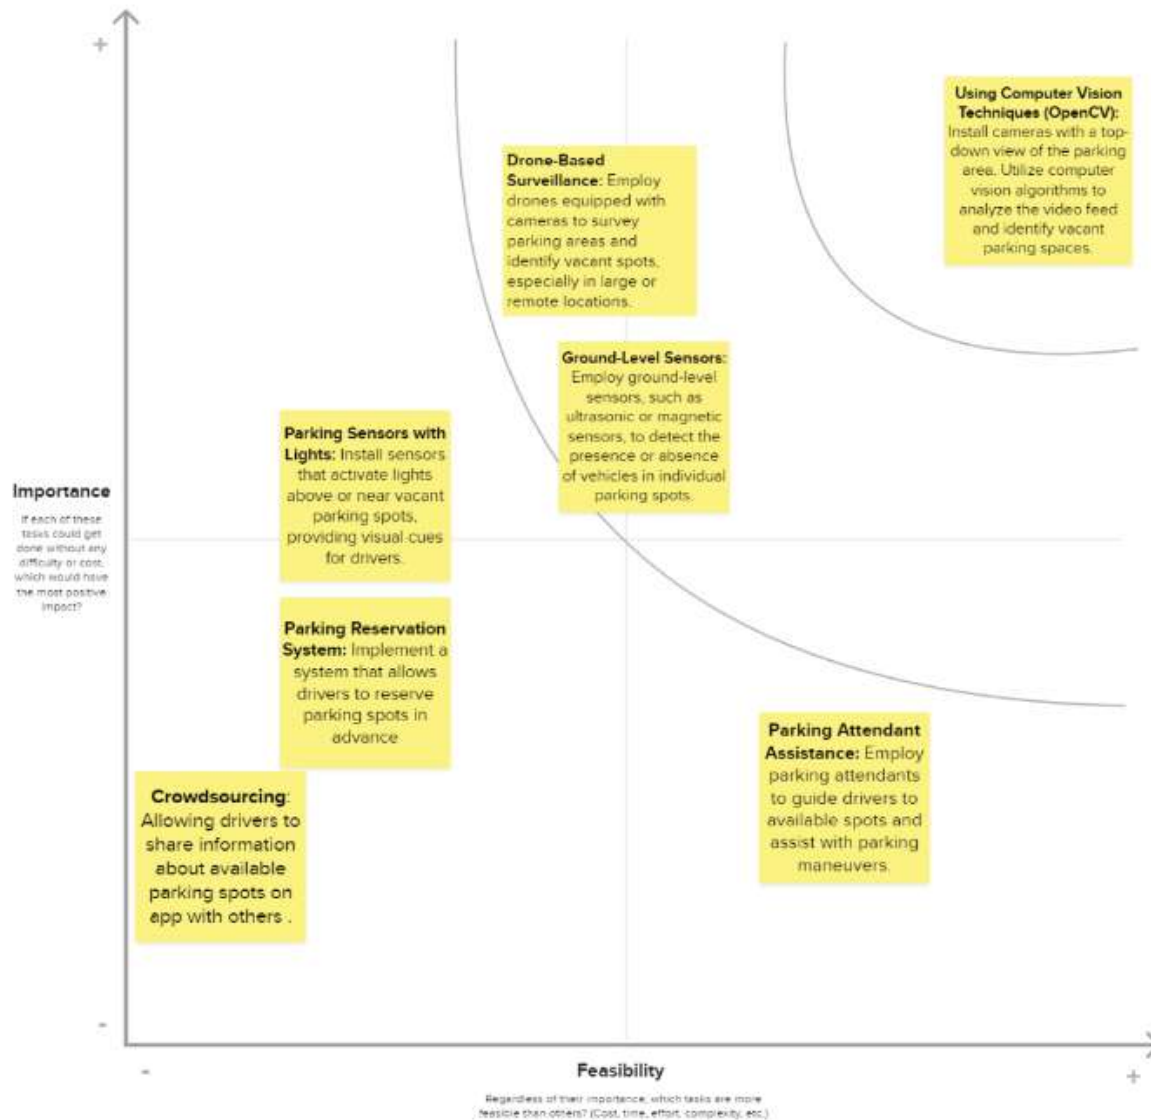 +
Using Computer Vision
Techniques (OpenCV):
Install cameras with a top-
down view of the parking
area. Utilize computer
vision algorithms to
analyze the video feed
and identify vacant
parking spaces.
Drone-Based
Surveillance: Employ
drones equipped with
cameras to survey
parking areas and
identify vacant spots,
especially in large or
remote locations.
Ground-Level Sensors:
Employ ground-level
sensors, such as
ultrasonic or magnetic
sensors, to detect the
presence or absence
of vehicles in individual
parking spots.
Parking Sensors with
Lights: Install sensors
that activate lights
above or near vacant
parking spots,
providing visual cues
for drivers.
Importance
If each of these
tasks could get
done without any
difficulty or cost,
which would have
the most positive
impact?
Parking Reservation
System: Implement a
system that allows
drivers to reserve
parking spots in
advance
Parking Attendant
Assistance: Employ
parking attendants
to guide drivers to
available spots and
assist with parking
maneuvers.
Crowdsourcing:
Allowing drivers to
share information
about available
parking spots on
app with others .
-
-
Feasibility
+
Regardless of their importance, which tasks are more
feasible than others? (Cost, time, effort, complexity, etc.)